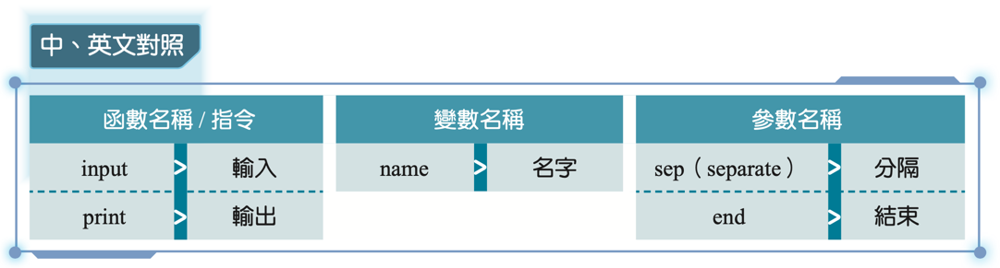 中、英文對照
函數名稱 / 指令 變數名稱 參數名稱
input > 輸入 name > 名字 sep（separate） > 分隔
print > 輸出 end > 結束